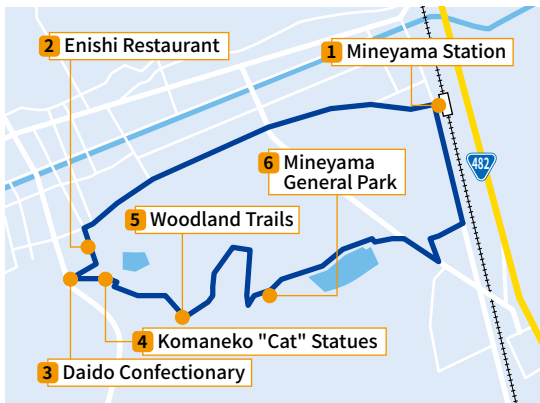 2 Enishi Restaurant
1 Mineyama Station
482
6 Mineyama
General Park
5 Woodland Trails
4 Komaneko "Cat" Statues
3 Daido Confectionary